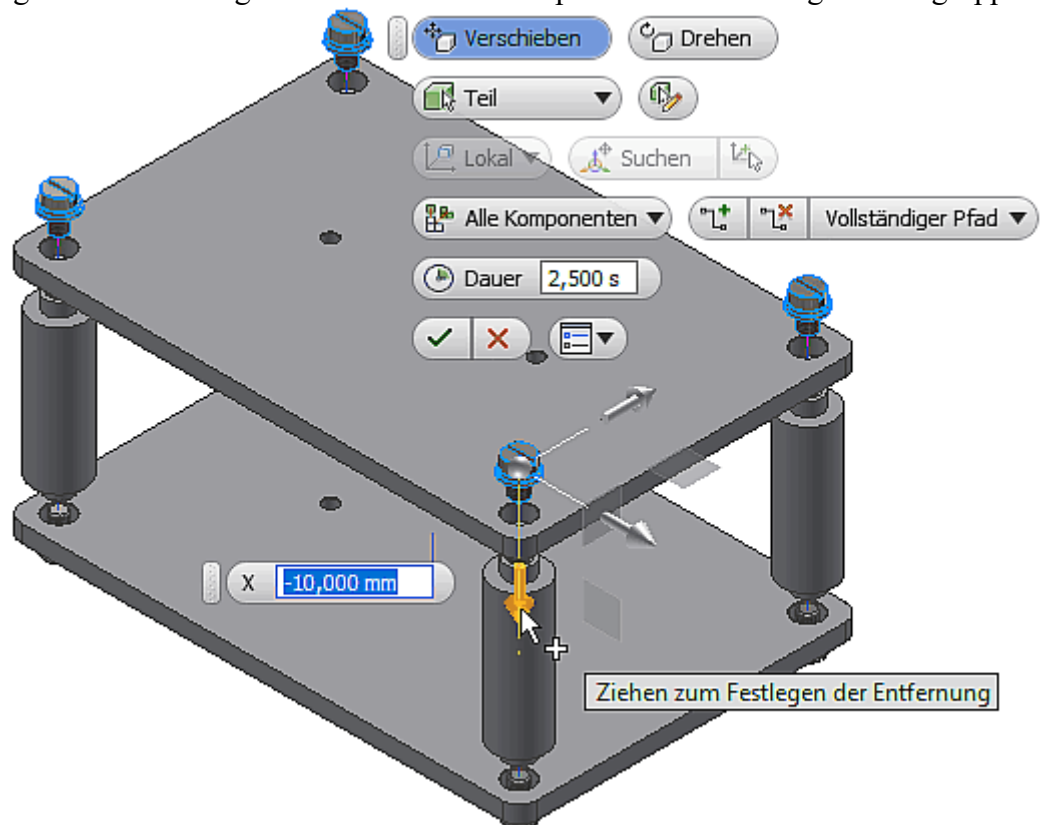 Verschieben Drehen
Teil
Lokal Suchen
Alle Komponenten Vollständiger Pfad
Dauer 2,500 s
X -10,000 mm
Ziehen zum Festlegen der Entfernung